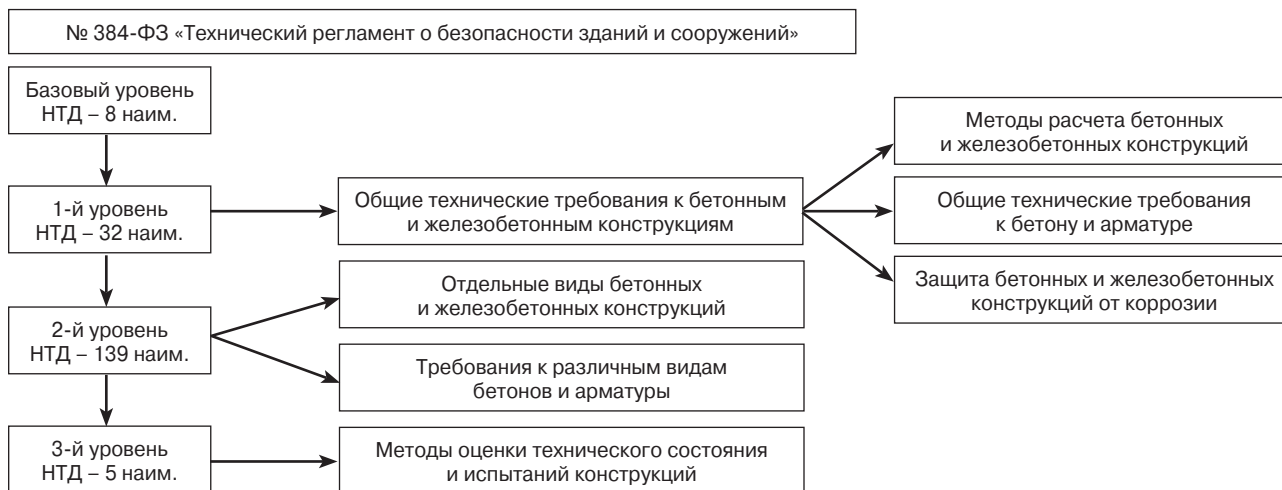 № 384-ФЗ «Технический регламент о безопасности зданий и сооружений»
Базовый уровень
НТД – 8 наим.
1-й уровень
НТД – 32 наим.
Общие технические требования к бетонным
и железобетонным конструкциям
Методы расчета бетонных
и железобетонных конструкций
Общие технические требования
к бетону и арматуре
Защита бетонных и железобетонных
конструкций от коррозии
2-й уровень
НТД – 139 наим.
Отдельные виды бетонных
и железобетонных конструкций
Требования к различным видам
бетонов и арматуры
3-й уровень
НТД – 5 наим.
Методы оценки технического состояния
и испытаний конструкций